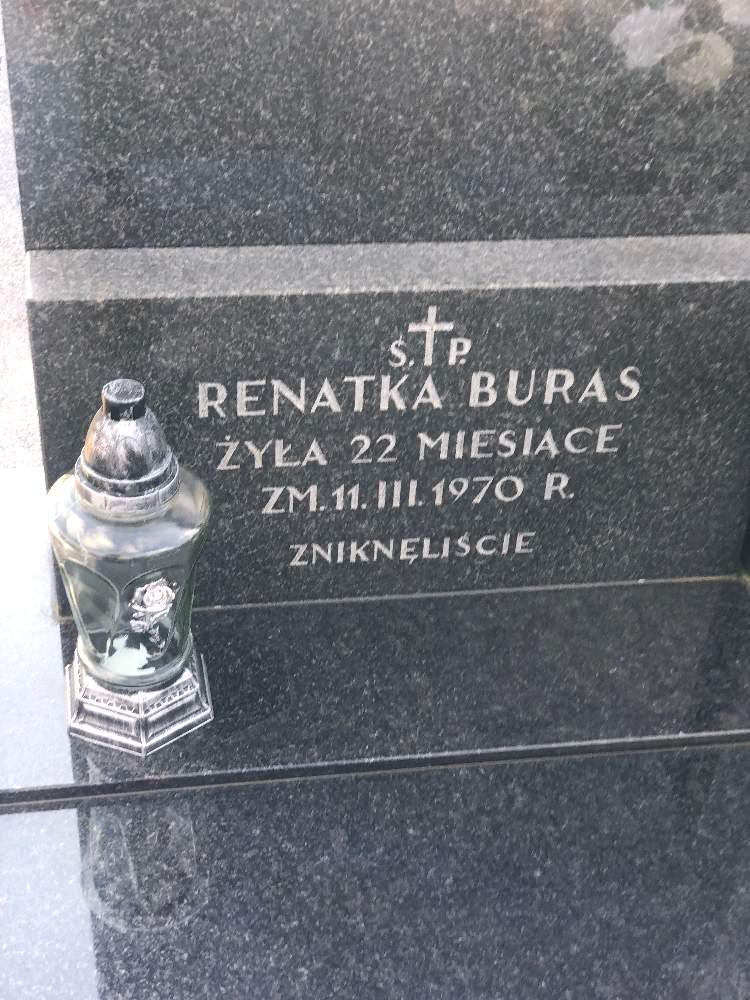 Ś. P.
RENATKA BURAS
ŻYŁA 22 MIESIĄCE
ZM. 11. III. 1970 R.
ZNIKNĘLIŚCIE